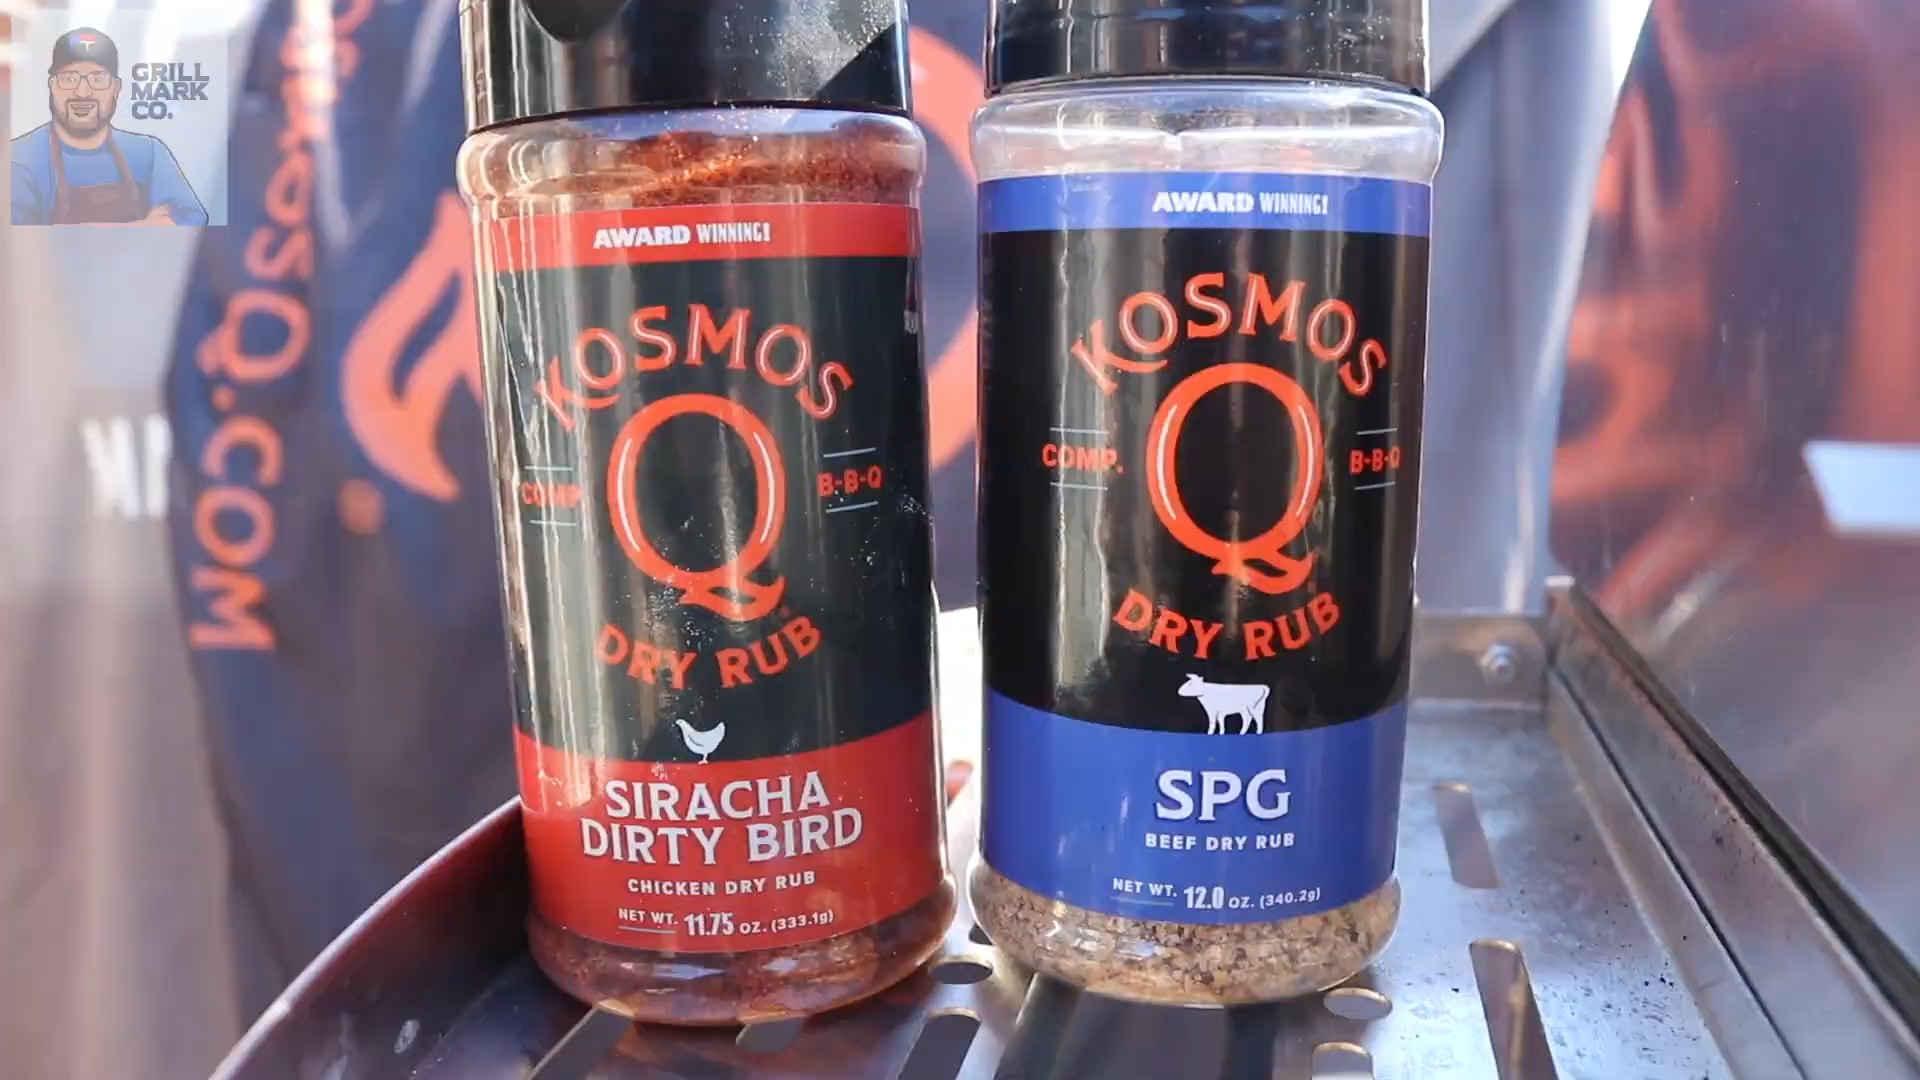 GRILL
MARK
CO.
KOSMOSQ.COM
AWARD WINNING!
KOSMOS
Q
COMP. B-B-Q
DRY RUB
SIRACHA
DIRTY BIRD
CHICKEN DRY RUB
NET WT. 11.75 OZ. (333.1g)
AWARD WINNING!
KOSMOS
Q
COMP. B-B-Q
DRY RUB
SPG
BEEF DRY RUB
NET WT. 12.0 OZ. (340.2g)